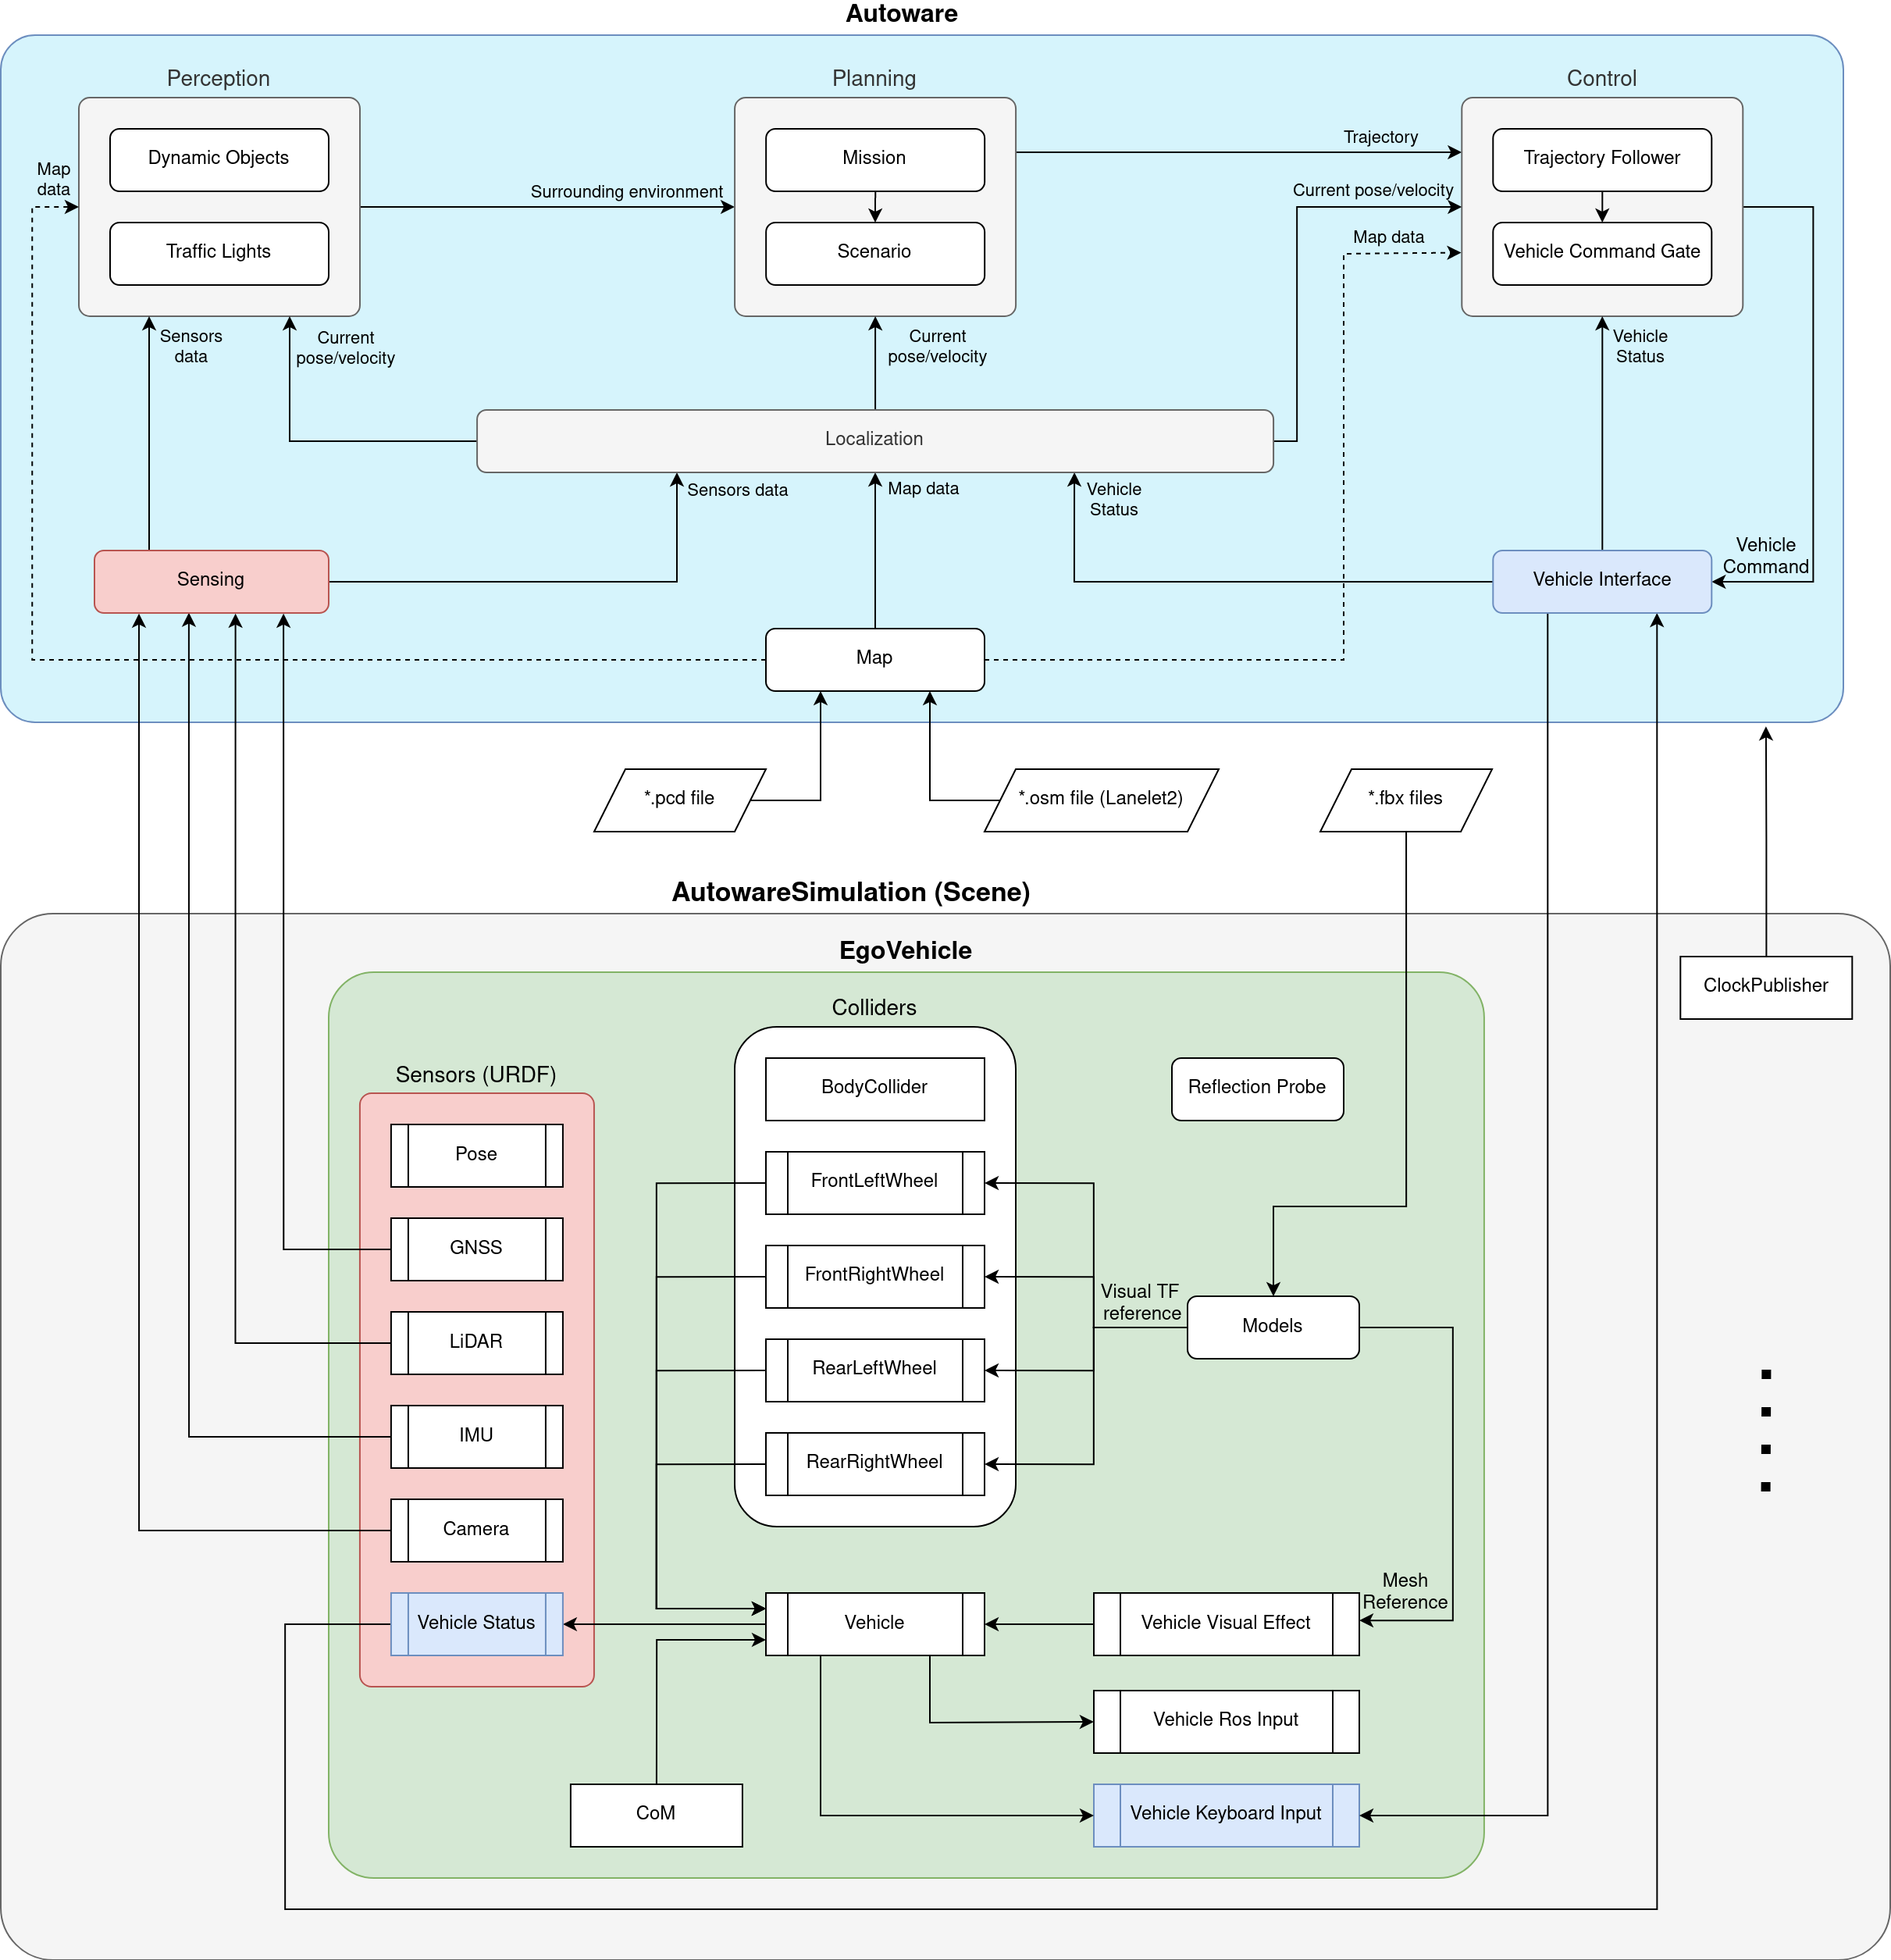 Autoware
Perception
Planning
Control
Dynamic Objects
Mission
Trajectory Follower
Trajectory
Map
data
Surrounding environment
Current pose/velocity
Map data
Traffic Lights
Scenario
Vehicle Command Gate
Sensors
data
Current
pose/velocity
Current
pose/velocity
Vehicle
Status
Localization
Sensors data
Map data
Vehicle
Status
Vehicle
Command
Sensing
Vehicle Interface
Map
*.pcd file
*.osm file (Lanelet2)
*.fbx files
AutowareSimulation (Scene)
EgoVehicle
ClockPublisher
Colliders
Sensors (URDF)
BodyCollider
Reflection Probe
Pose
FrontLeftWheel
GNSS
FrontRightWheel
Visual TF
reference
Models
LiDAR
RearLeftWheel
IMU
RearRightWheel
Camera
Mesh
Reference
Vehicle Status
Vehicle
Vehicle Visual Effect
Vehicle Ros Input
CoM
Vehicle Keyboard Input